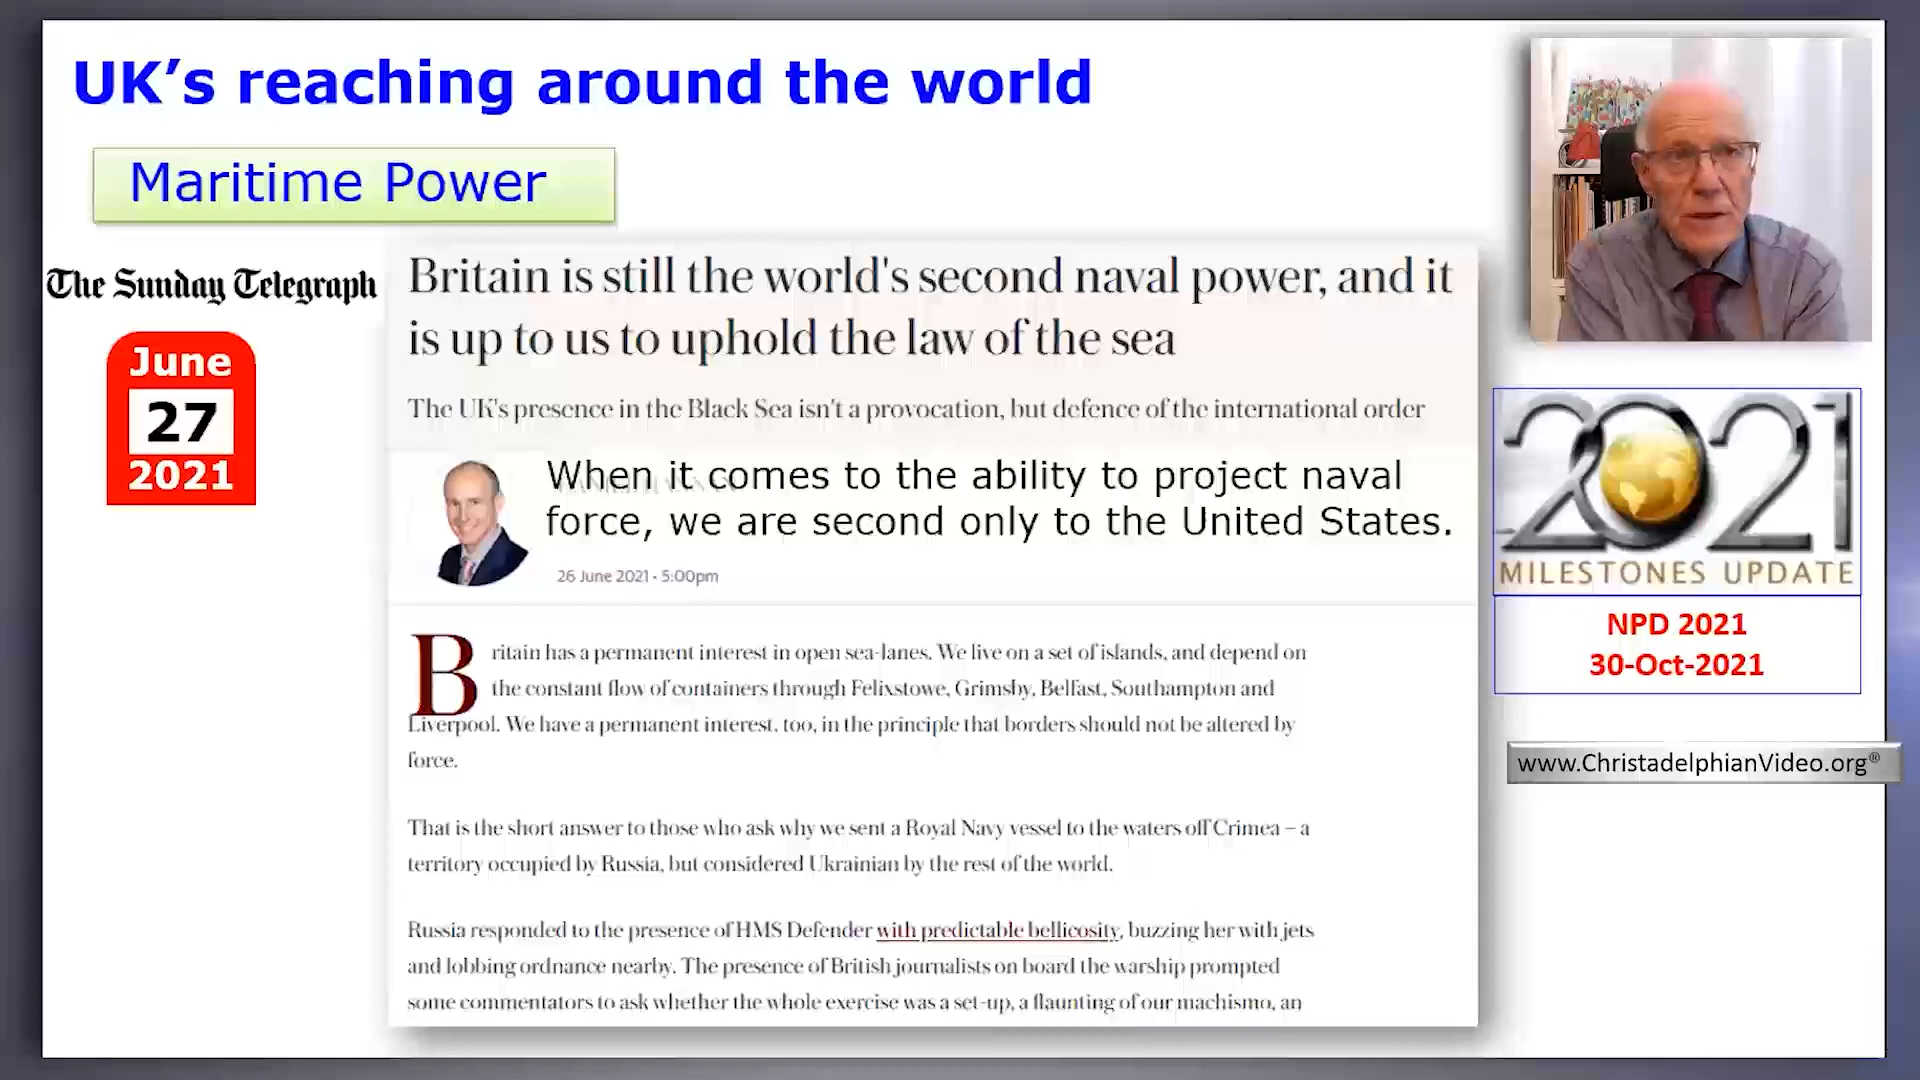 UK's reaching around the world
Maritime Power
The Sunday Telegraph
June
27
2021
Britain is still the world's second naval power, and it
is up to us to uphold the law of the sea
The UK's presence in the Black Sea isn't a provocation, but defence of the international order
When it comes to the ability to project naval
force, we are second only to the United States.
26 June 2021 • 5:00pm
Britain has a permanent interest in open sea-lanes. We live on a set of islands, and depend on
the constant flow of containers through Felixstowe, Grimsby, Belfast, Southampton and
Liverpool. We have a permanent interest, too, in the principle that borders should not be altered by
force.
That is the short answer to those who ask why we sent a Royal Navy vessel to the waters off Crimea – a
territory occupied by Russia, but considered Ukrainian by the rest of the world.
Russia responded to the presence of HMS Defender with predictable bellicosity, buzzing her with jets
and lobbing ordnance nearby. The presence of British journalists on board the warship prompted
some commentators to ask whether the whole exercise was a set-up, a flaunting of our machismo, an
2021
MILESTONES UPDATE
NPD 2021
30-Oct-2021
www.ChristadelphianVideo.org®